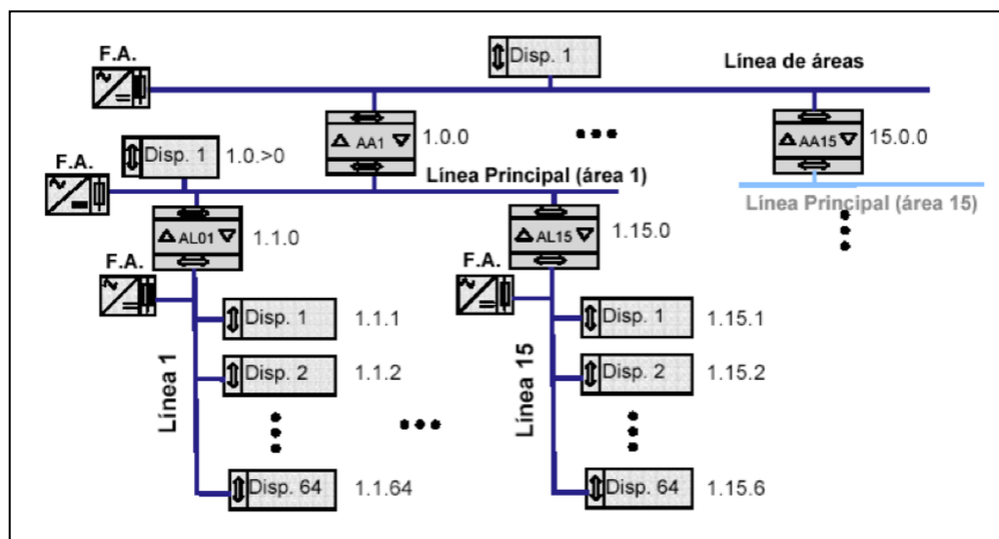 F.A.
Disp. 1
Línea de áreas
AA1
1.0.0
AA15
15.0.0
Disp. 1
1.0.>0
F.A.
Línea Principal (área 1)
Línea Principal (área 15)
AL01
1.1.0
AL15
1.15.0
F.A.
F.A.
Disp. 1
1.1.1
Disp. 1
1.15.1
Línea 1
Línea 15
Disp. 2
1.1.2
Disp. 2
1.15.2
Disp. 64
1.1.64
Disp. 64
1.15.6